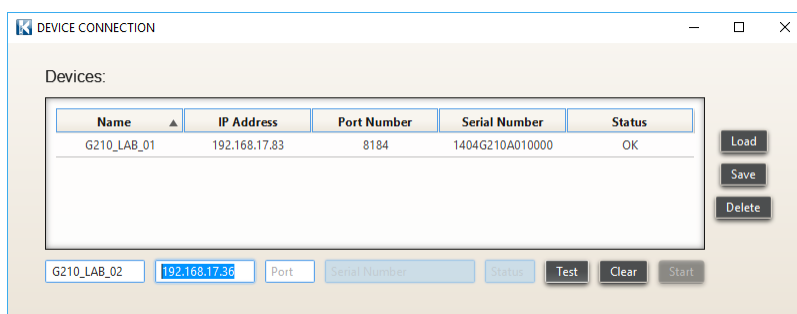 DEVICE CONNECTION
Devices:
Name IP Address Port Number Serial Number Status
G210_LAB_01 192.168.17.83 8184 1404G210A010000 OK
Load
Save
Delete
G210_LAB_02 192.168.17.36 Port Serial Number Status Test Clear Start